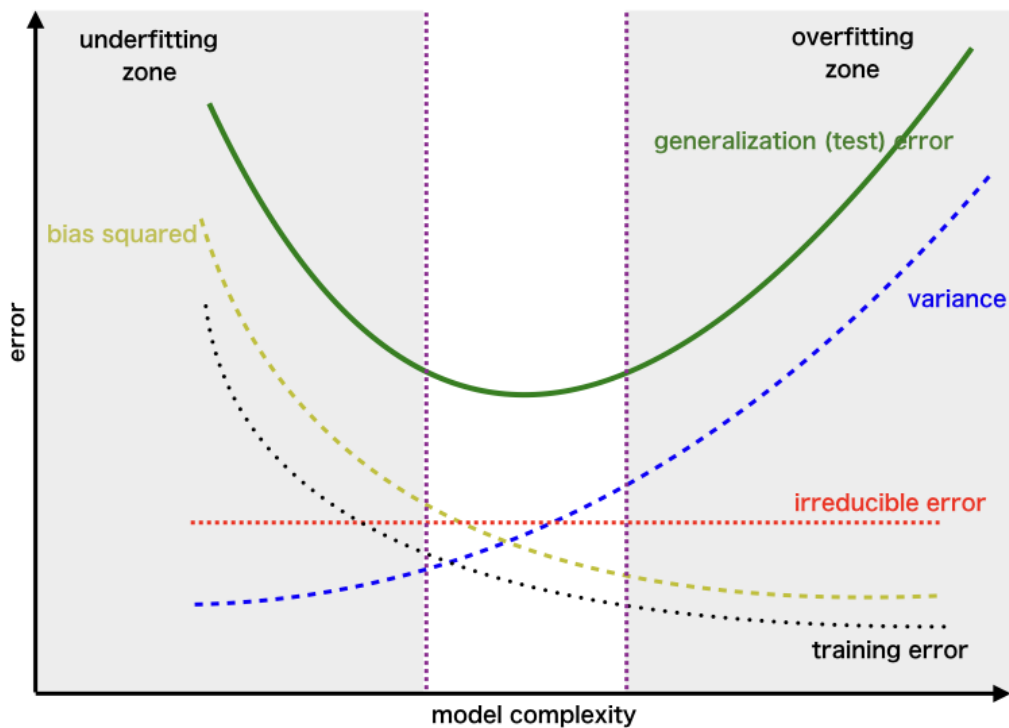 underfitting
zone
overfitting
zone
generalization (test) error
bias squared
variance
error
irreducible error
training error
model complexity